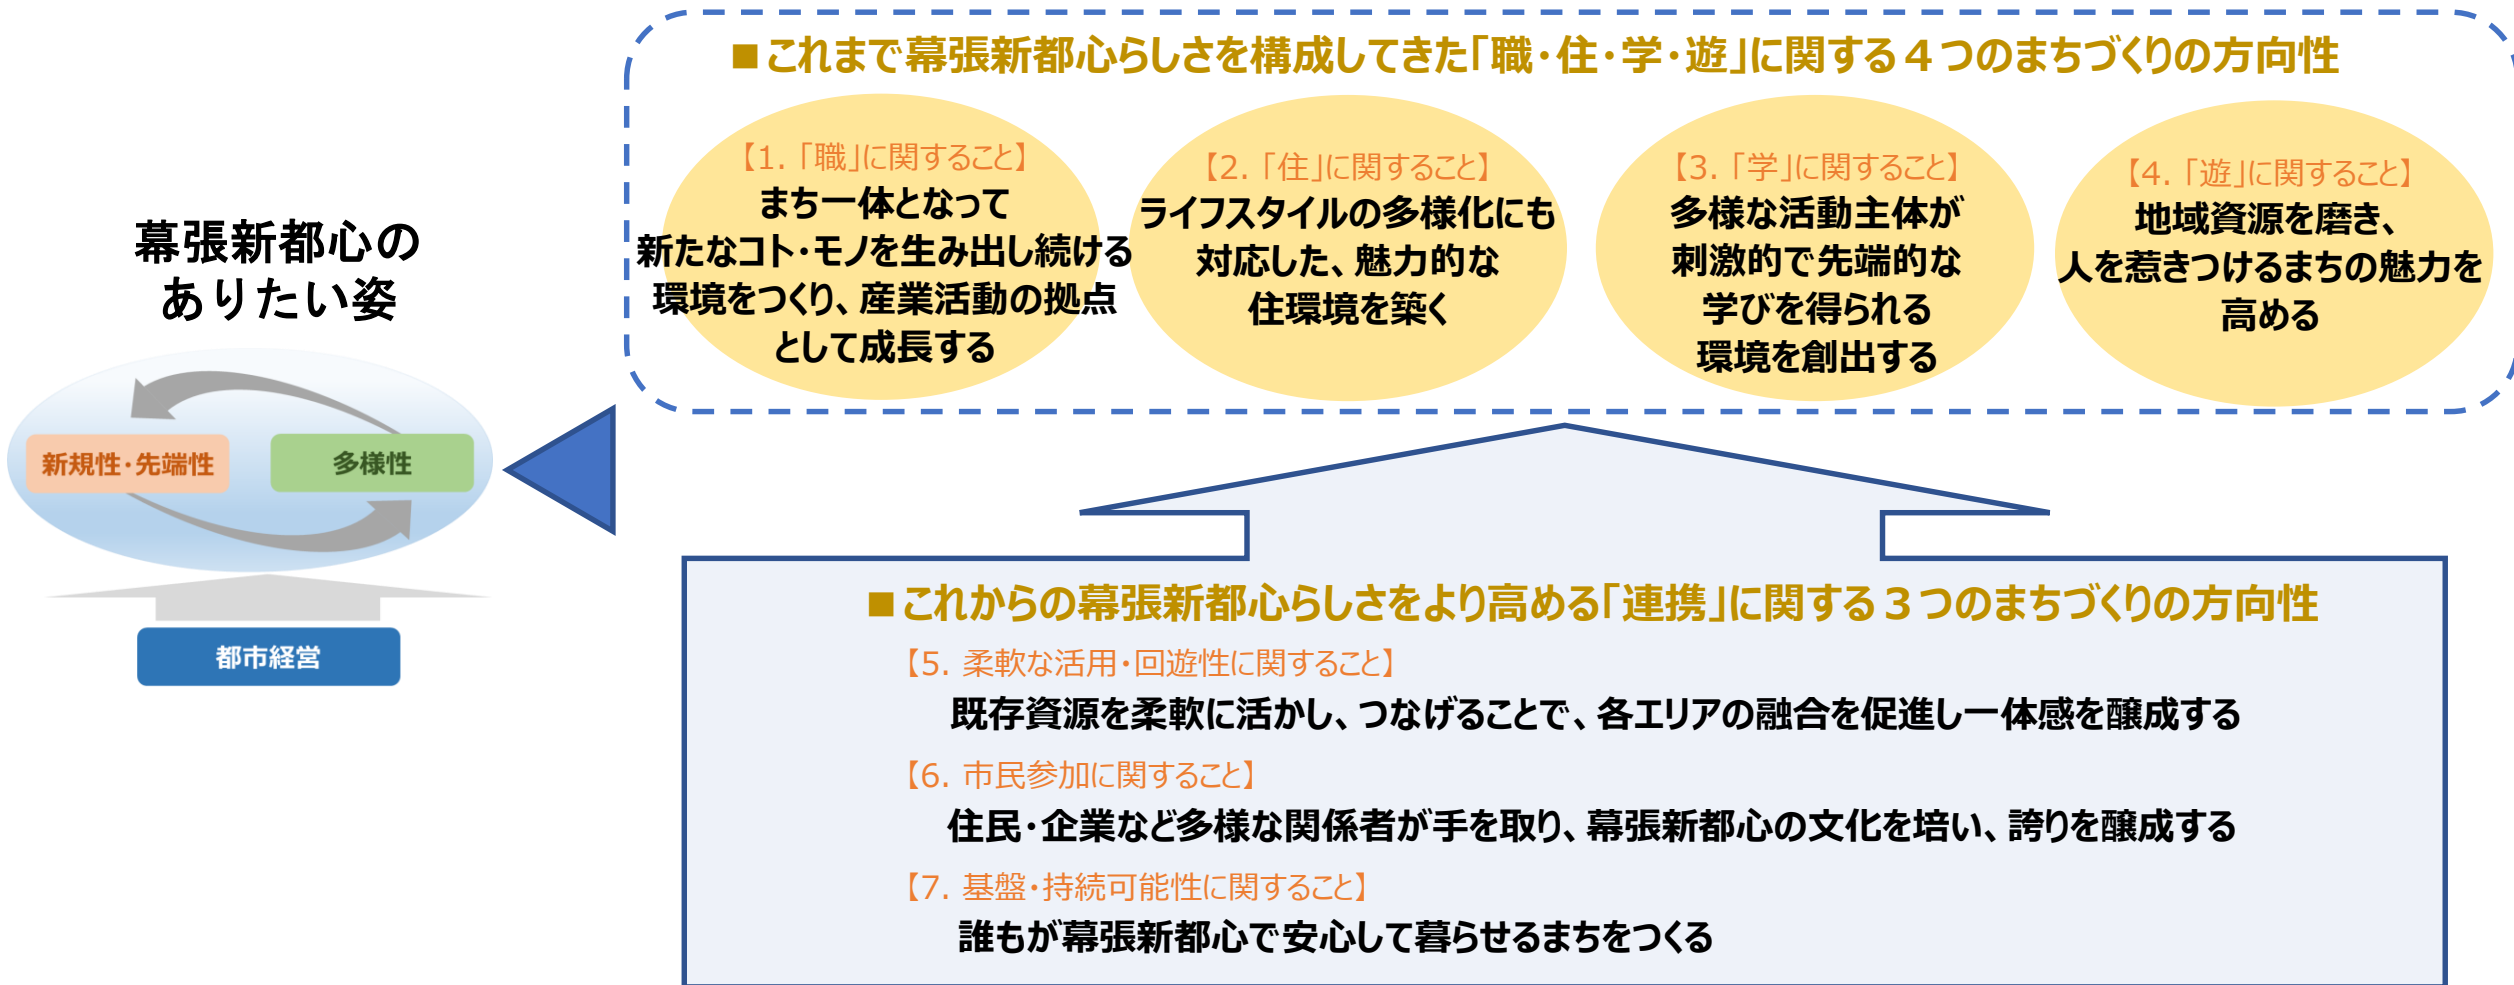 幕張新都心の
ありたい姿
新規性・先端性
多様性
都市経営
■これまで幕張新都心らしさを構成してきた「職・住・学・遊」に関する４つのまちづくりの方向性
【1. 「職」に関すること】
まち一体となって
新たなコト・モノを生み出し続ける
環境をつくり、産業活動の拠点
として成長する
【2. 「住」に関すること】
ライフスタイルの多様化にも
対応した、魅力的な
住環境を築く
【3. 「学」に関すること】
多様な活動主体が
刺激的で先端的な
学びを得られる
環境を創出する
【4. 「遊」に関すること】
地域資源を磨き、
人を惹きつけるまちの魅力を
高める
■これからの幕張新都心らしさをより高める「連携」に関する３つのまちづくりの方向性
【5. 柔軟な活用・回遊性に関すること】
既存資源を柔軟に活かし、つなげることで、各エリアの融合を促進し一体感を醸成する
【6. 市民参加に関すること】
住民・企業など多様な関係者が手を取り、幕張新都心の文化を培い、誇りを醸成する
【7. 基盤・持続可能性に関すること】
誰もが幕張新都心で安心して暮らせるまちをつくる